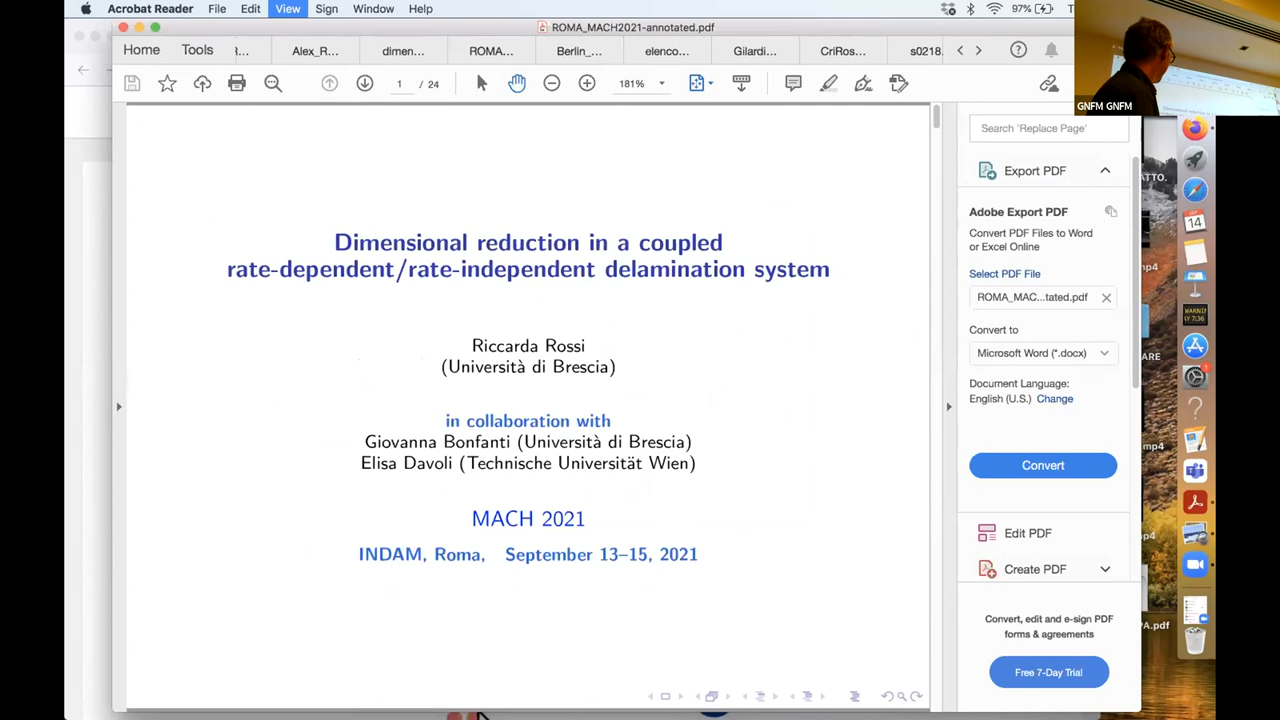 Acrobat Reader File Edit View Sign Window Help 97%
ROMA_MACH2021-annotated.pdf
Home Tools Alex_R... dimen... ROMA... Berlin_... elenco... Gilardi... CriRos... s0218.
1 / 24 181%
Dimensional reduction in a coupled
rate-dependent/rate-independent delamination system
Riccarda Rossi
(Università di Brescia)
in collaboration with
Giovanna Bonfanti (Università di Brescia)
Elisa Davoli (Technische Universität Wien)
MACH 2021
INDAM, Roma, September 13–15, 2021
Search 'Replace Page'
Export PDF
Adobe Export PDF
Convert PDF Files to Word
or Excel Online
Select PDF File
ROMA_MAC...tated.pdf
Convert to
Microsoft Word (*.docx)
Document Language:
English (U.S.) Change
Convert
Edit PDF
Create PDF
Convert, edit and e-sign PDF
forms & agreements
Free 7-Day Trial
GNFM GNFM